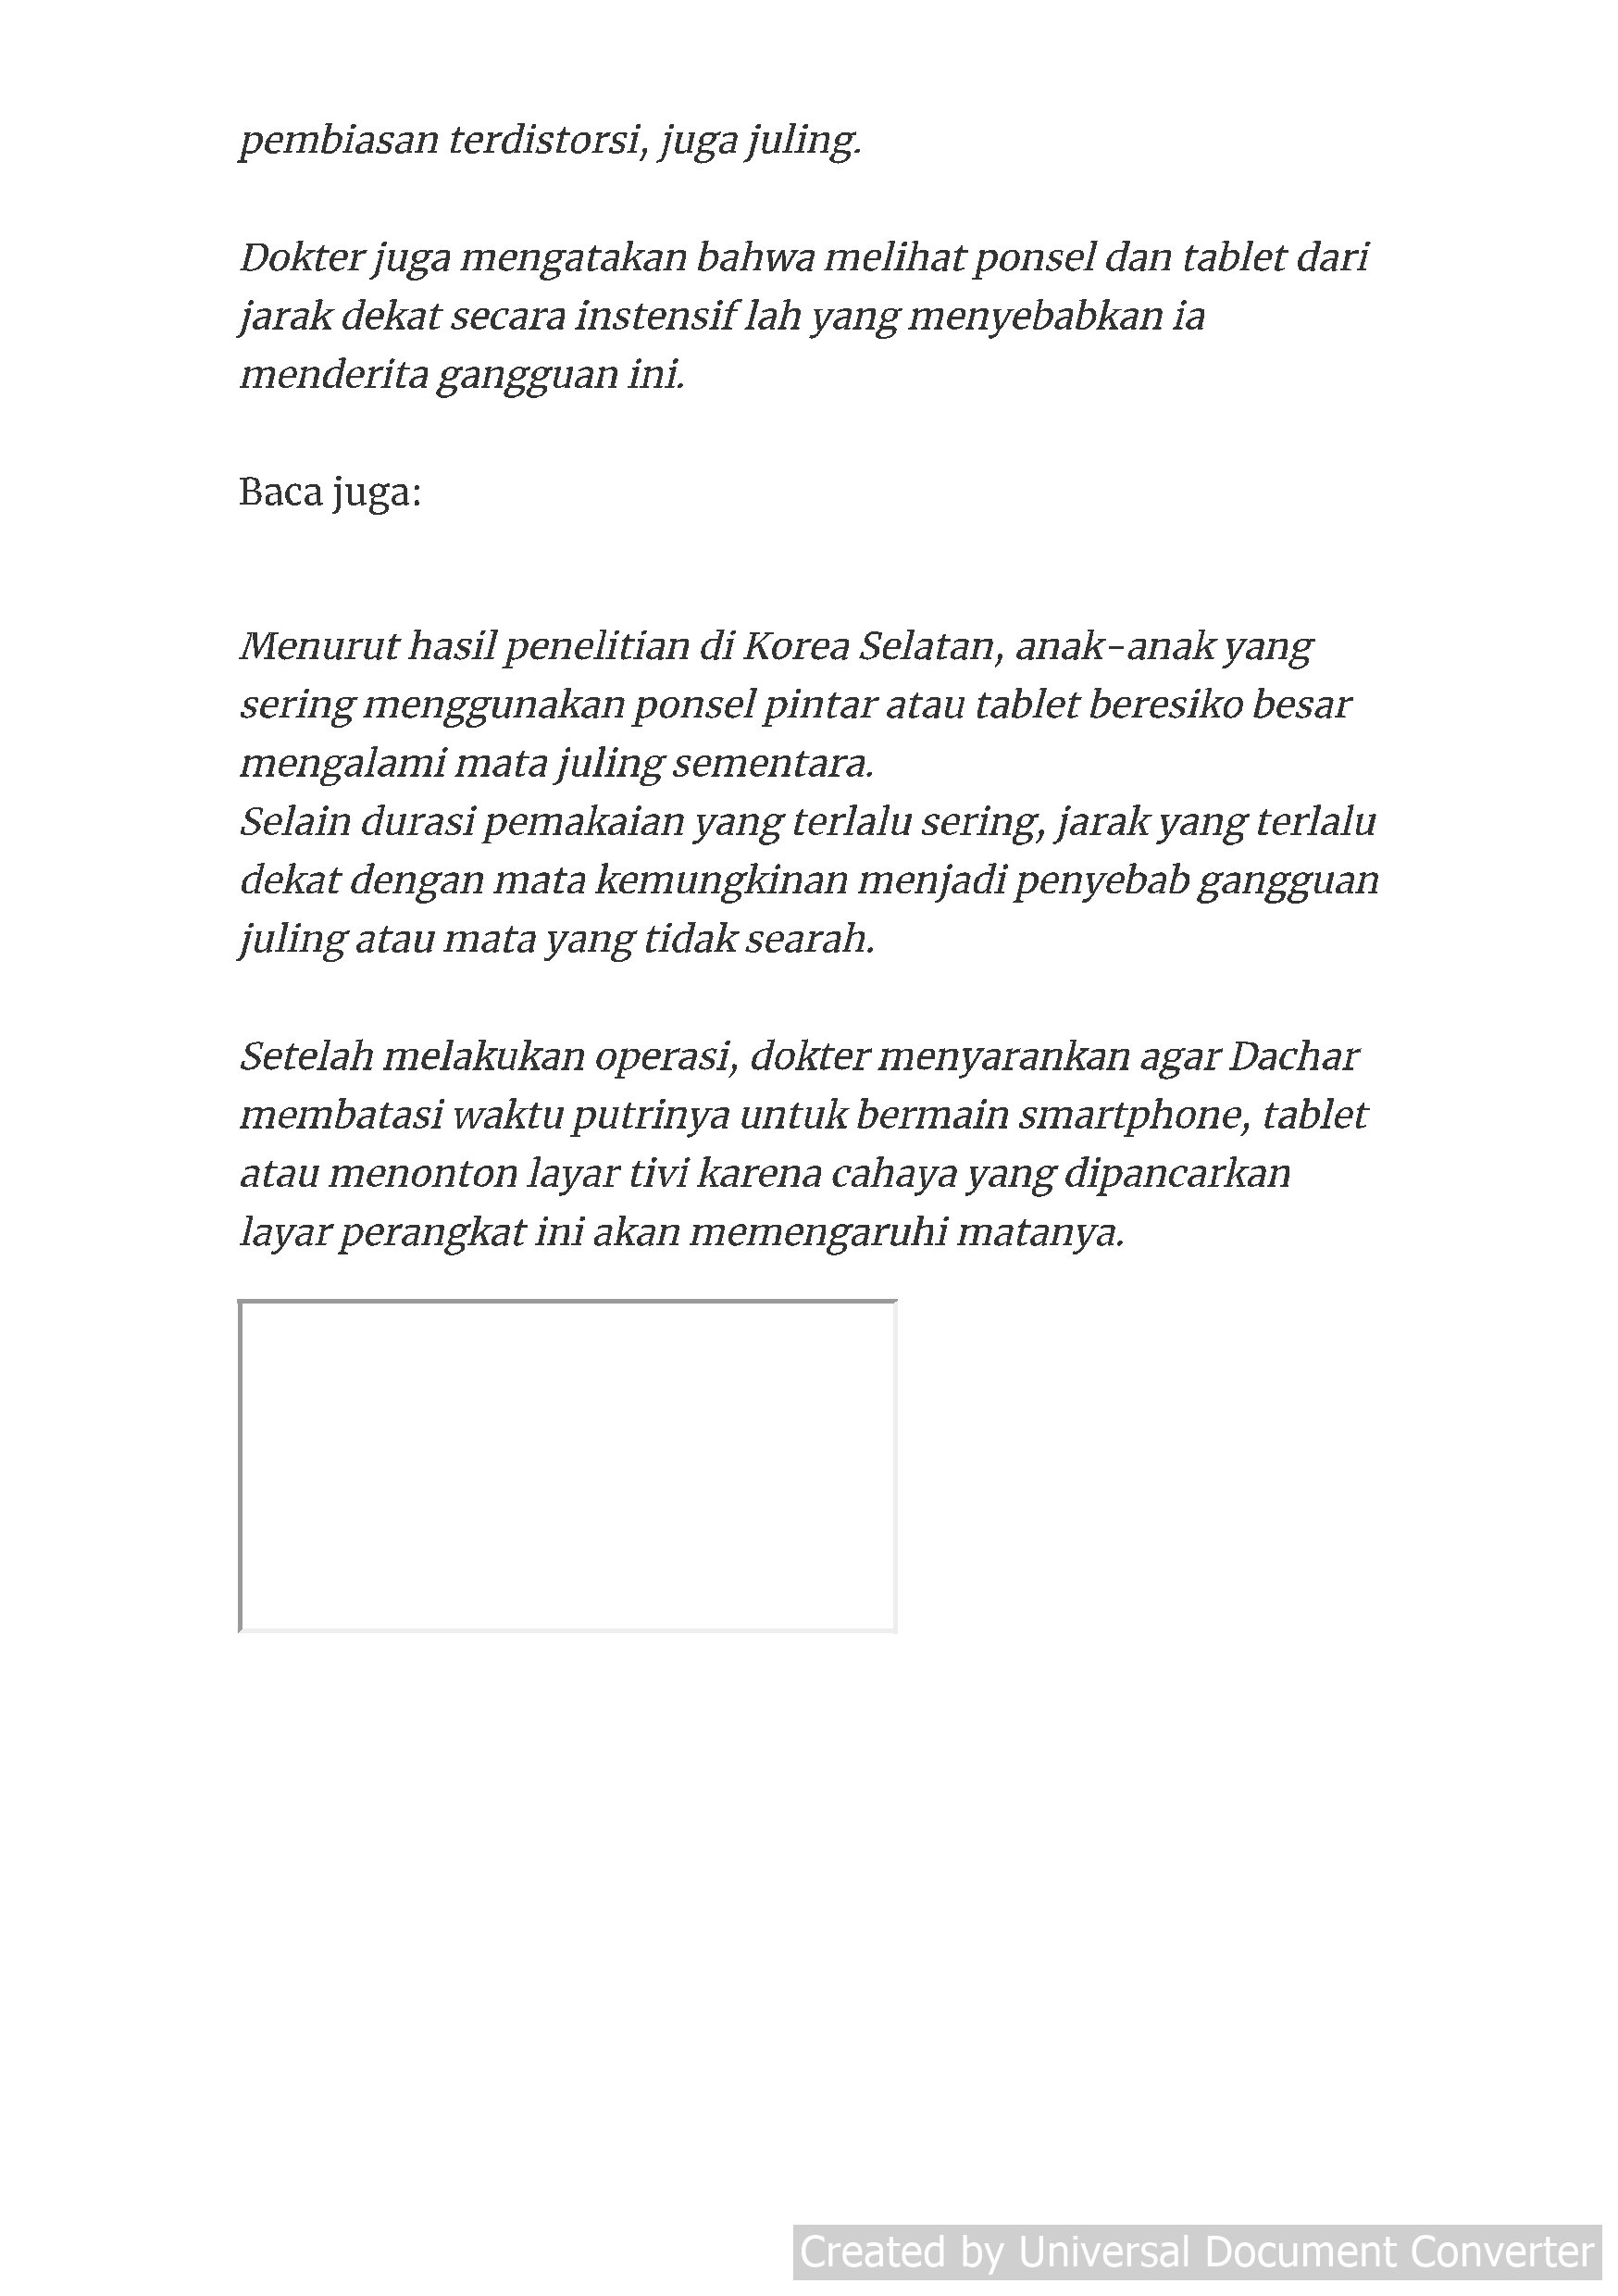 pembiasan terdistorsi, juga juling.
Dokter juga mengatakan bahwa melihat ponsel dan tablet dari
jarak dekat secara instensif lah yang menyebabkan ia
menderita gangguan ini.
Baca juga:
Menurut hasil penelitian di Korea Selatan, anak-anak yang
sering menggunakan ponsel pintar atau tablet beresiko besar
mengalami mata juling sementara.
Selain durasi pemakaian yang terlalu sering, jarak yang terlalu
dekat dengan mata kemungkinan menjadi penyebab gangguan
juling atau mata yang tidak searah.
Setelah melakukan operasi, dokter menyarankan agar Dachar
membatasi waktu putrinya untuk bermain smartphone, tablet
atau menonton layar tivi karena cahaya yang dipancarkan
layar perangkat ini akan memengaruhi matanya.
Created by Universal Document Converter